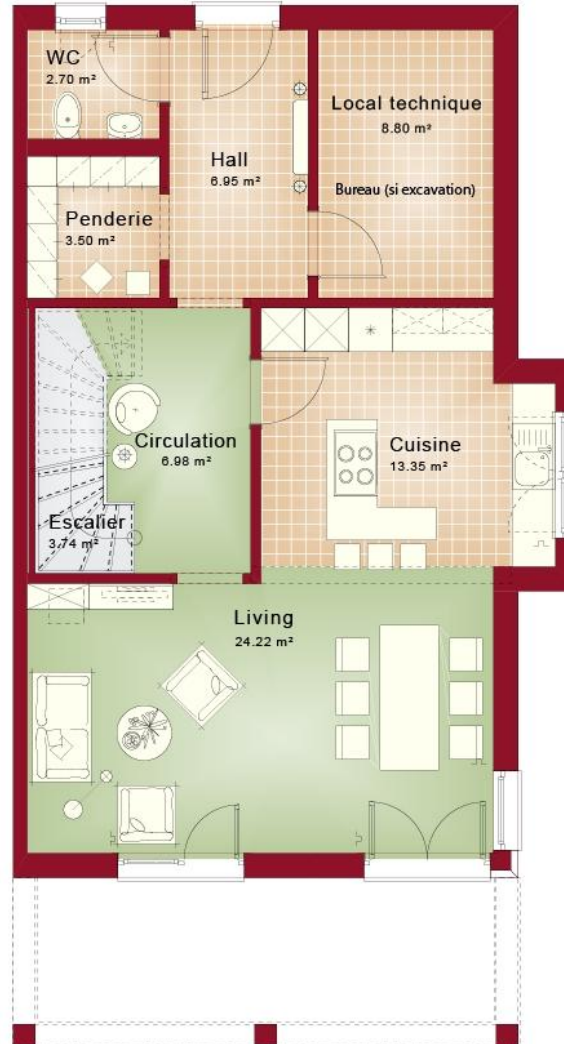 WC
2.70 m²
Local technique
8.80 m²
Hall
6.95 m²
Bureau (si excavation)
Penderie
3.50 m²
Circulation
6.98 m²
Cuisine
13.35 m²
Escalier
3.74 m²
Living
24.22 m²